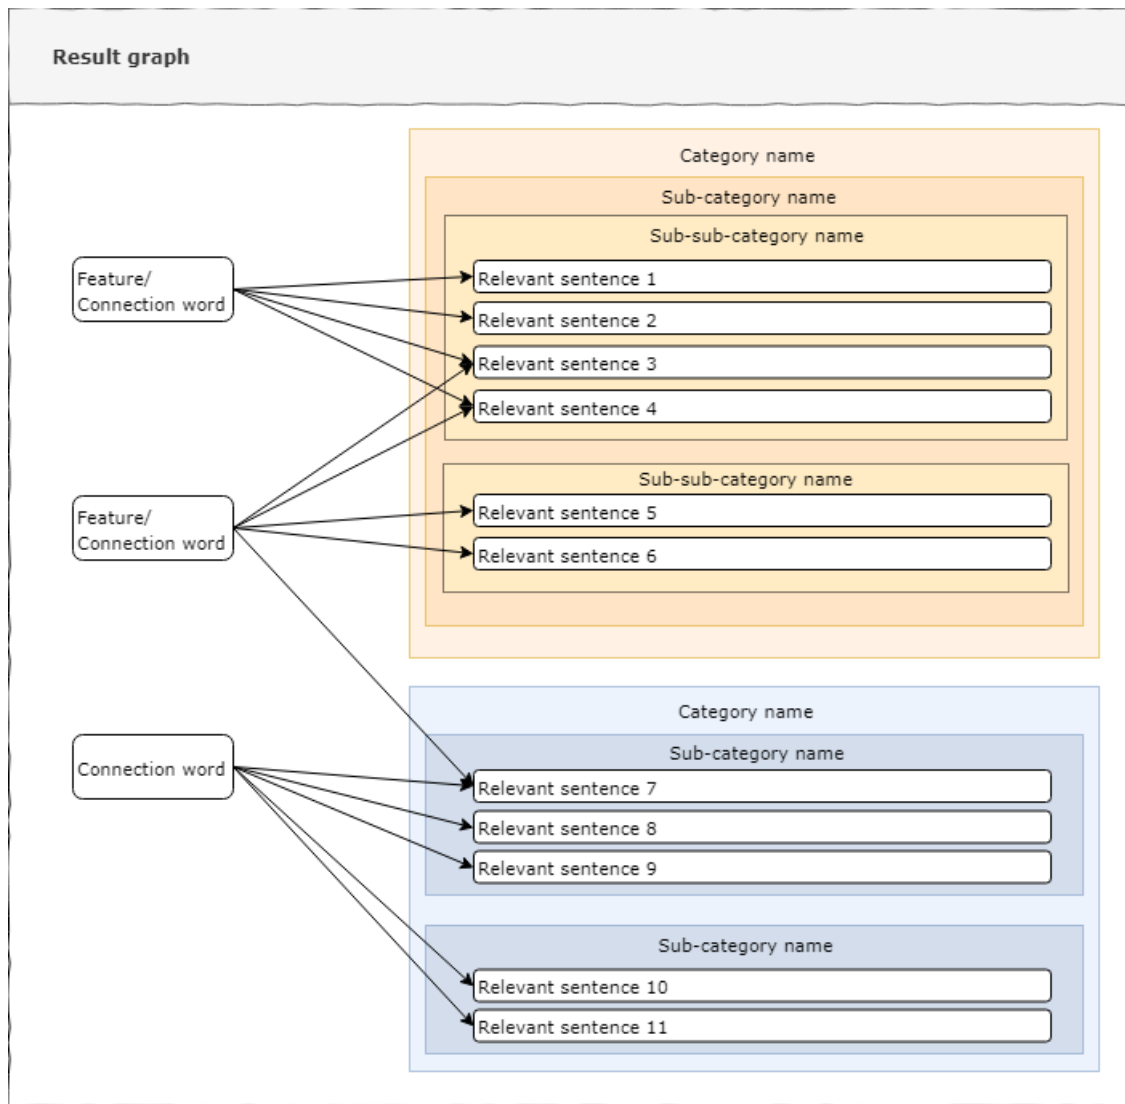 Result graph
Category name
Sub-category name
Sub-sub-category name
Feature/
Connection word
Relevant sentence 1
Relevant sentence 2
Relevant sentence 3
Relevant sentence 4
Sub-sub-category name
Feature/
Connection word
Relevant sentence 5
Relevant sentence 6
Category name
Sub-category name
Connection word
Relevant sentence 7
Relevant sentence 8
Relevant sentence 9
Sub-category name
Relevant sentence 10
Relevant sentence 11